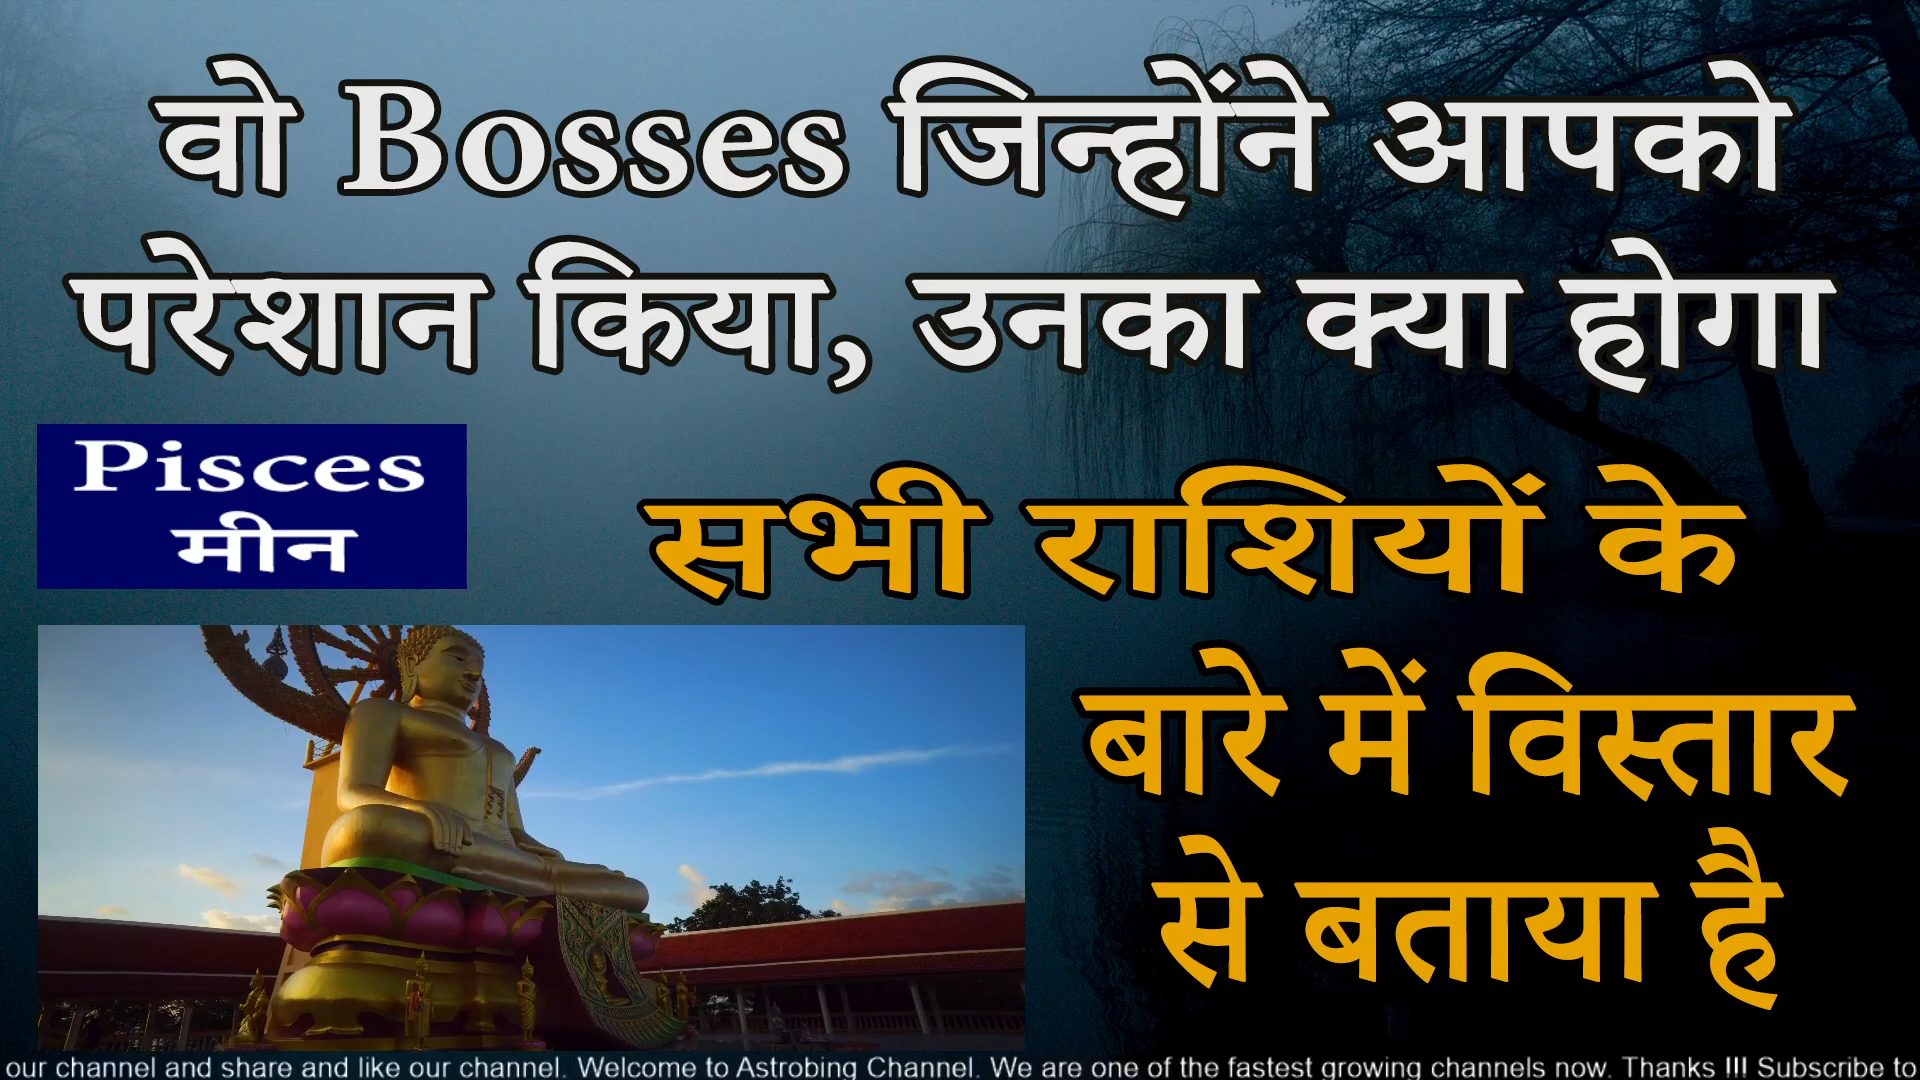 वो Bosses जिन्होंने आपको
परेशान किया, उनका क्या होगा
Pisces
मीन
सभी राशियों के
बारे में विस्तार
से बताया है
our channel and share and like our channel. Welcome to Astrobing Channel. We are one of the fastest growing channels now. Thanks !!! Subscribe to